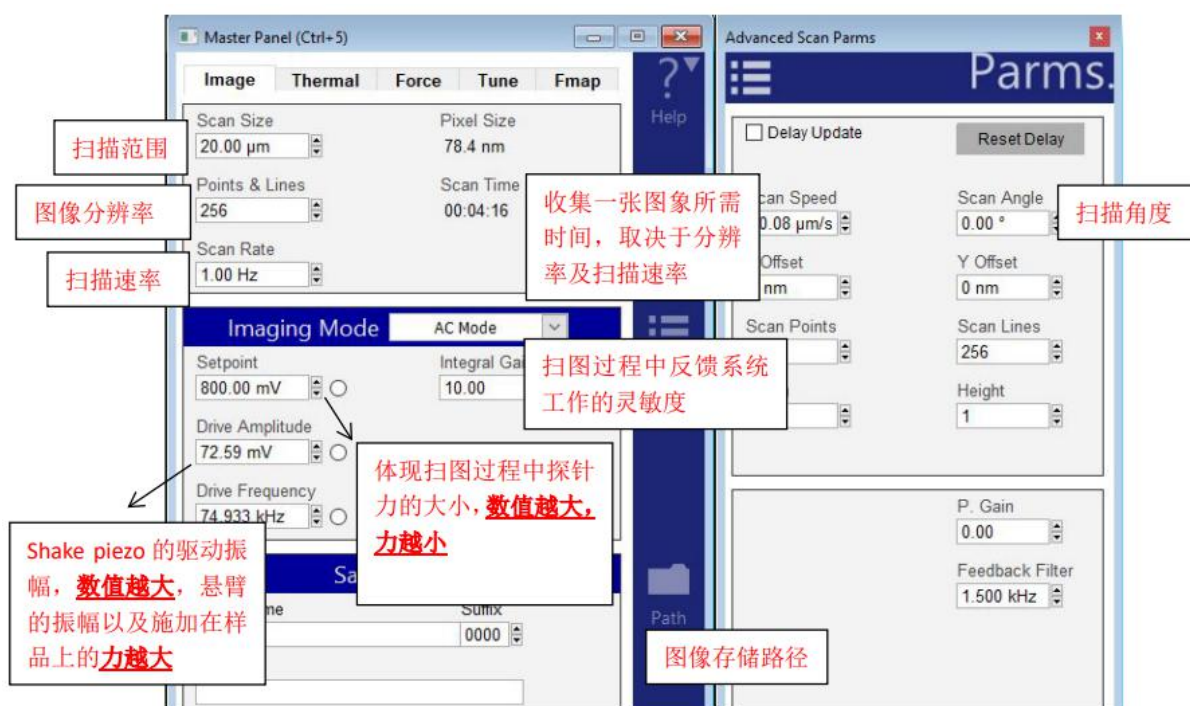 Master Panel (Ctrl+5)
Advanced Scan Parms
Image Thermal Force Tune Fmap
? Help
Parms.
扫描范围
Scan Size
20.00 μm
Pixel Size
78.4 nm
Delay Update
Reset Delay
图像分辨率
Points & Lines
256
Scan Time
00:04:16
收集一张图象所需
时间，取决于分辨
率及扫描速率
can Speed
0.08 μm/s
Scan Angle
0.00 °
扫描角度
扫描速率
Scan Rate
1.00 Hz
Offset
nm
Y Offset
0 nm
Imaging Mode AC Mode
Scan Points
Scan Lines
256
Setpoint
800.00 mV
Integral Gai
10.00
扫图过程中反馈系统
工作的灵敏度
Height
1
Drive Amplitude
72.59 mV
体现扫图过程中探针
力的大小，数值越大，
力越小
Drive Frequency
74.933 kHz
P. Gain
0.00
Shake piezo 的驱动振
幅，数值越大，悬臂
的振幅以及施加在样
品上的力越大
Feedback Filter
1.500 kHz
Sa
me
Suffix
0000
Path
图像存储路径